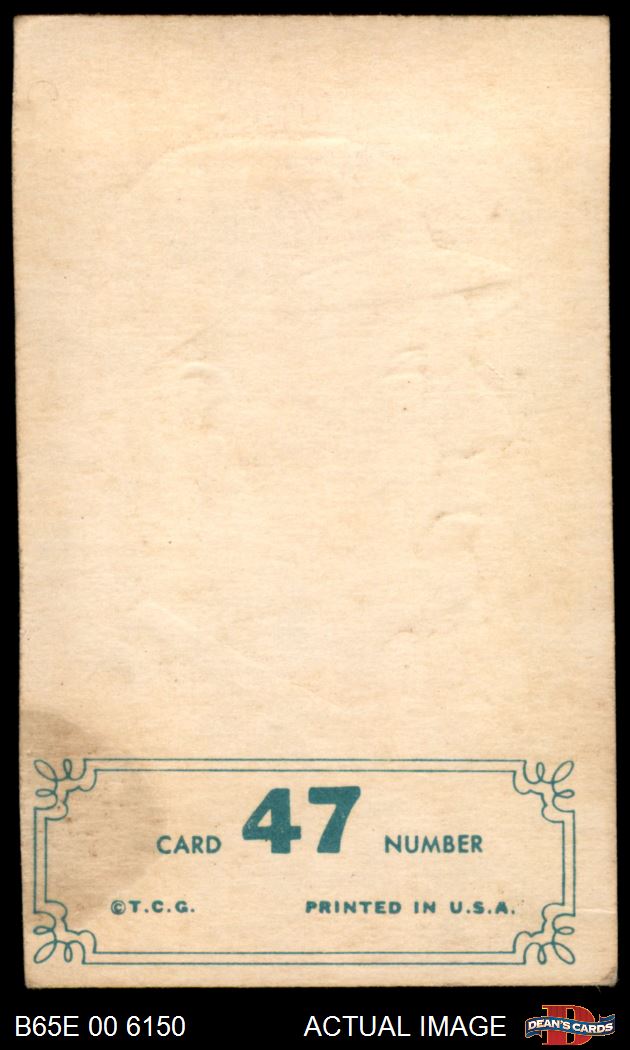 CARD 47 NUMBER
©T.C.G. PRINTED IN U.S.A.
B65E 00 6150 ACTUAL IMAGE DEAN'S CARDS